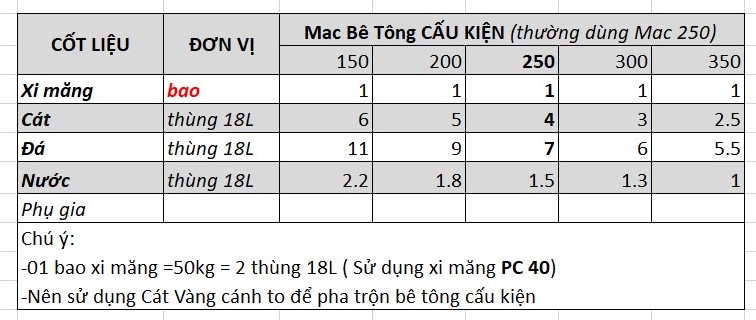 CỐT LIỆU ĐƠN VỊ Mac Bê Tông CẤU KIỆN (thường dùng Mac 250)
150 200 250 300 350
Xi măng bao 1 1 1 1 1
Cát thùng 18L 6 5 4 3 2.5
Đá thùng 18L 11 9 7 6 5.5
Nước thùng 18L 2.2 1.8 1.5 1.3 1
Phụ gia
Chú ý:
-01 bao xi măng =50kg = 2 thùng 18L ( Sử dụng xi măng PC 40)
-Nên sử dụng Cát Vàng cánh to để pha trộn bê tông cấu kiện